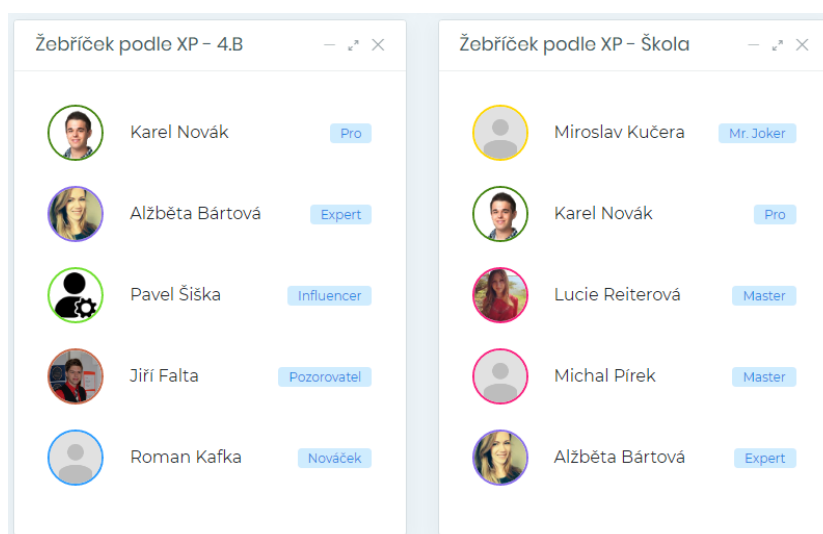 Žebříček podle XP - 4.B
Karel Novák Pro
Alžběta Bártová Expert
Pavel Šiška Influencer
Jiří Falta Pozorovatel
Roman Kafka Nováček
Žebříček podle XP - Škola
Miroslav Kučera Mr. Joker
Karel Novák Pro
Lucie Reiterová Master
Michal Pírek Master
Alžběta Bártová Expert